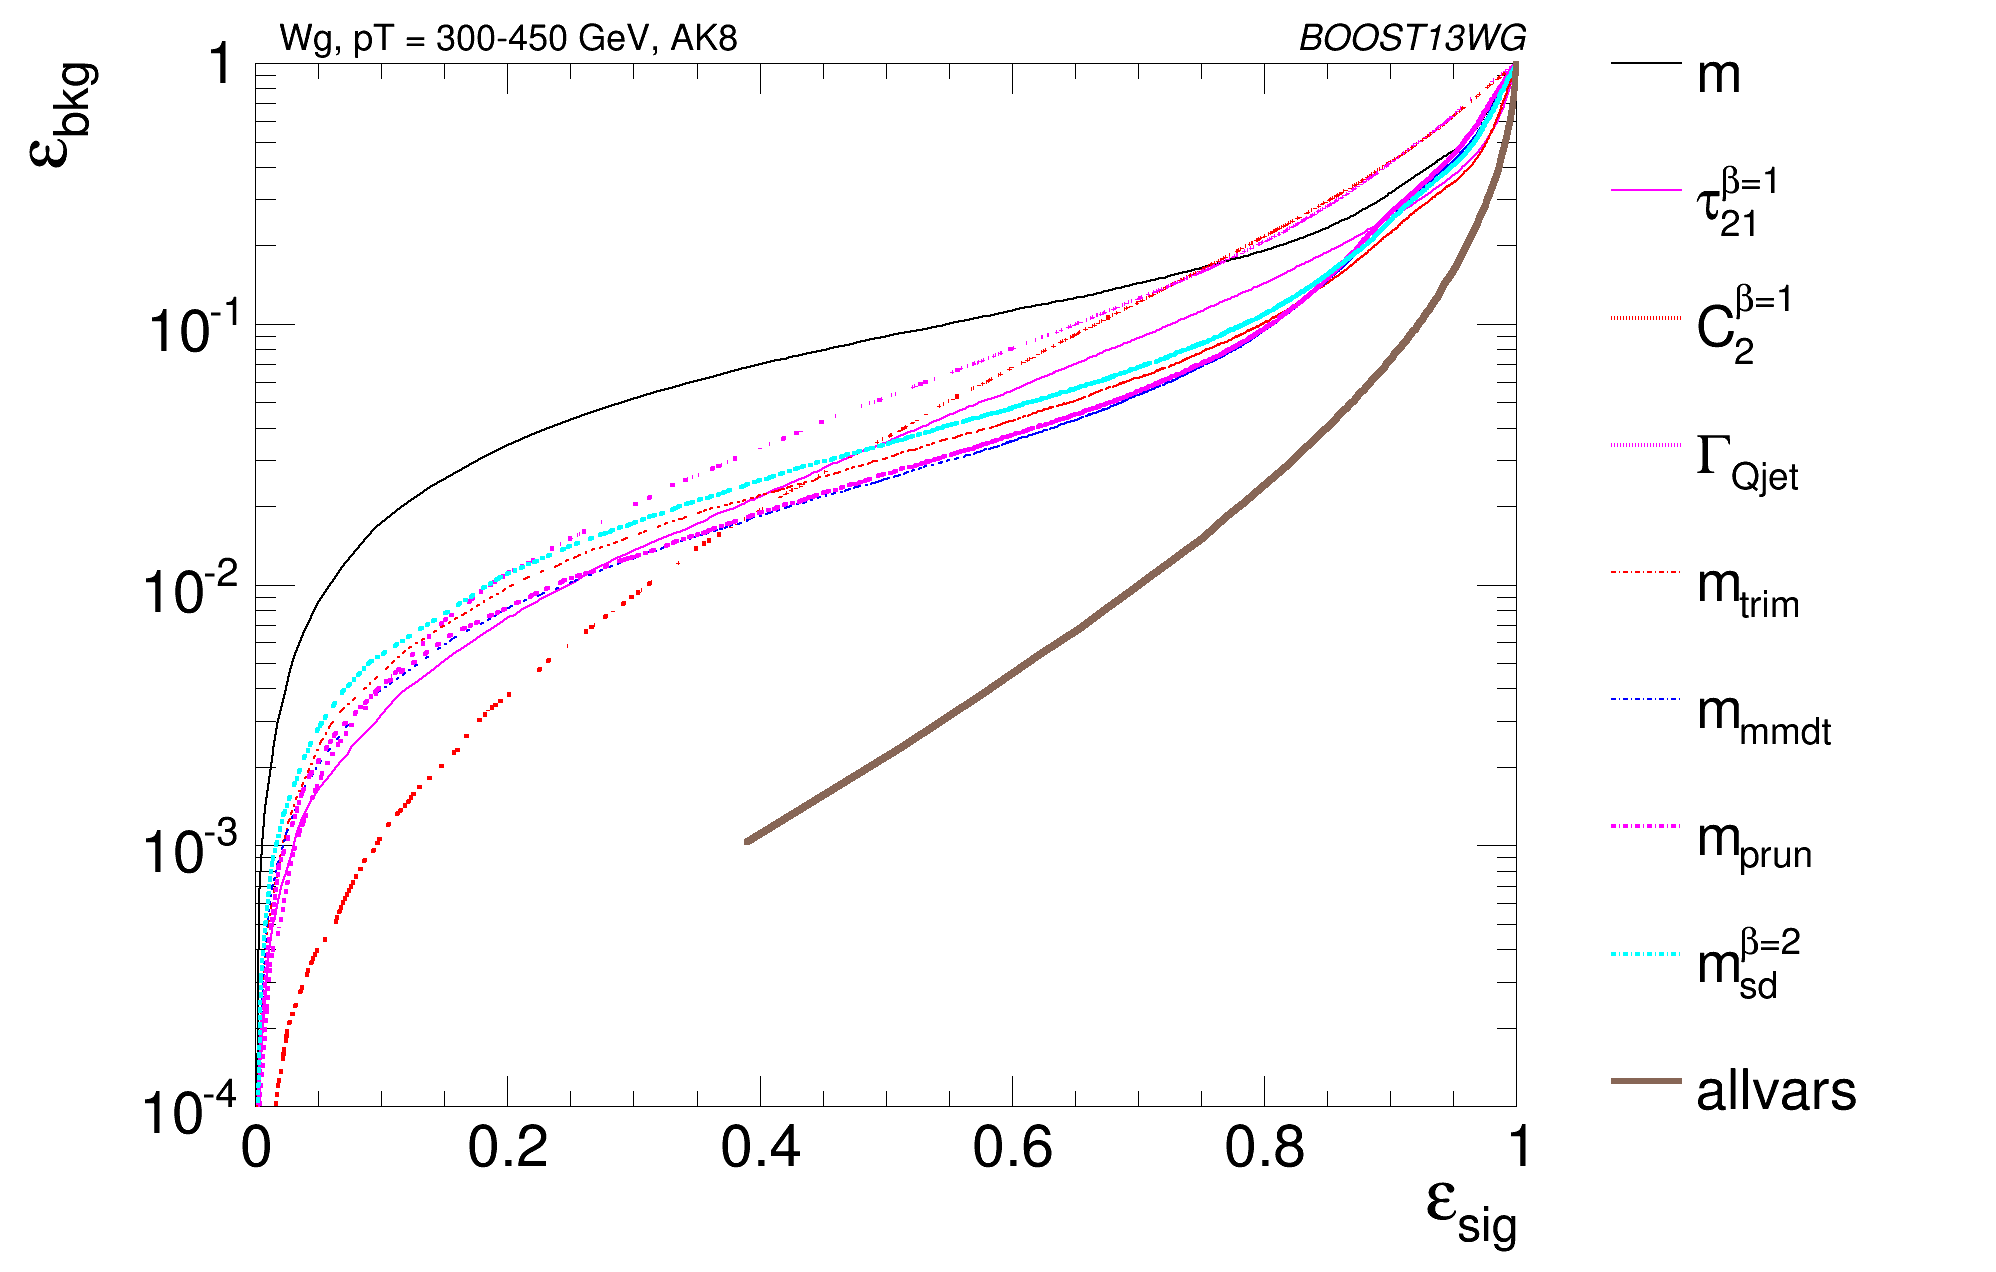 Wg, pT = 300-450 GeV, AK8
BOOST13WG
ε_bkg
1
10^-1
10^-2
10^-3
10^-4
0 0.2 0.4 0.6 0.8 1
ε_sig
m
τ_21^β=1
C_2^β=1
Γ_Qjet
m_trim
m_mmdt
m_prun
m_sd^β=2
allvars